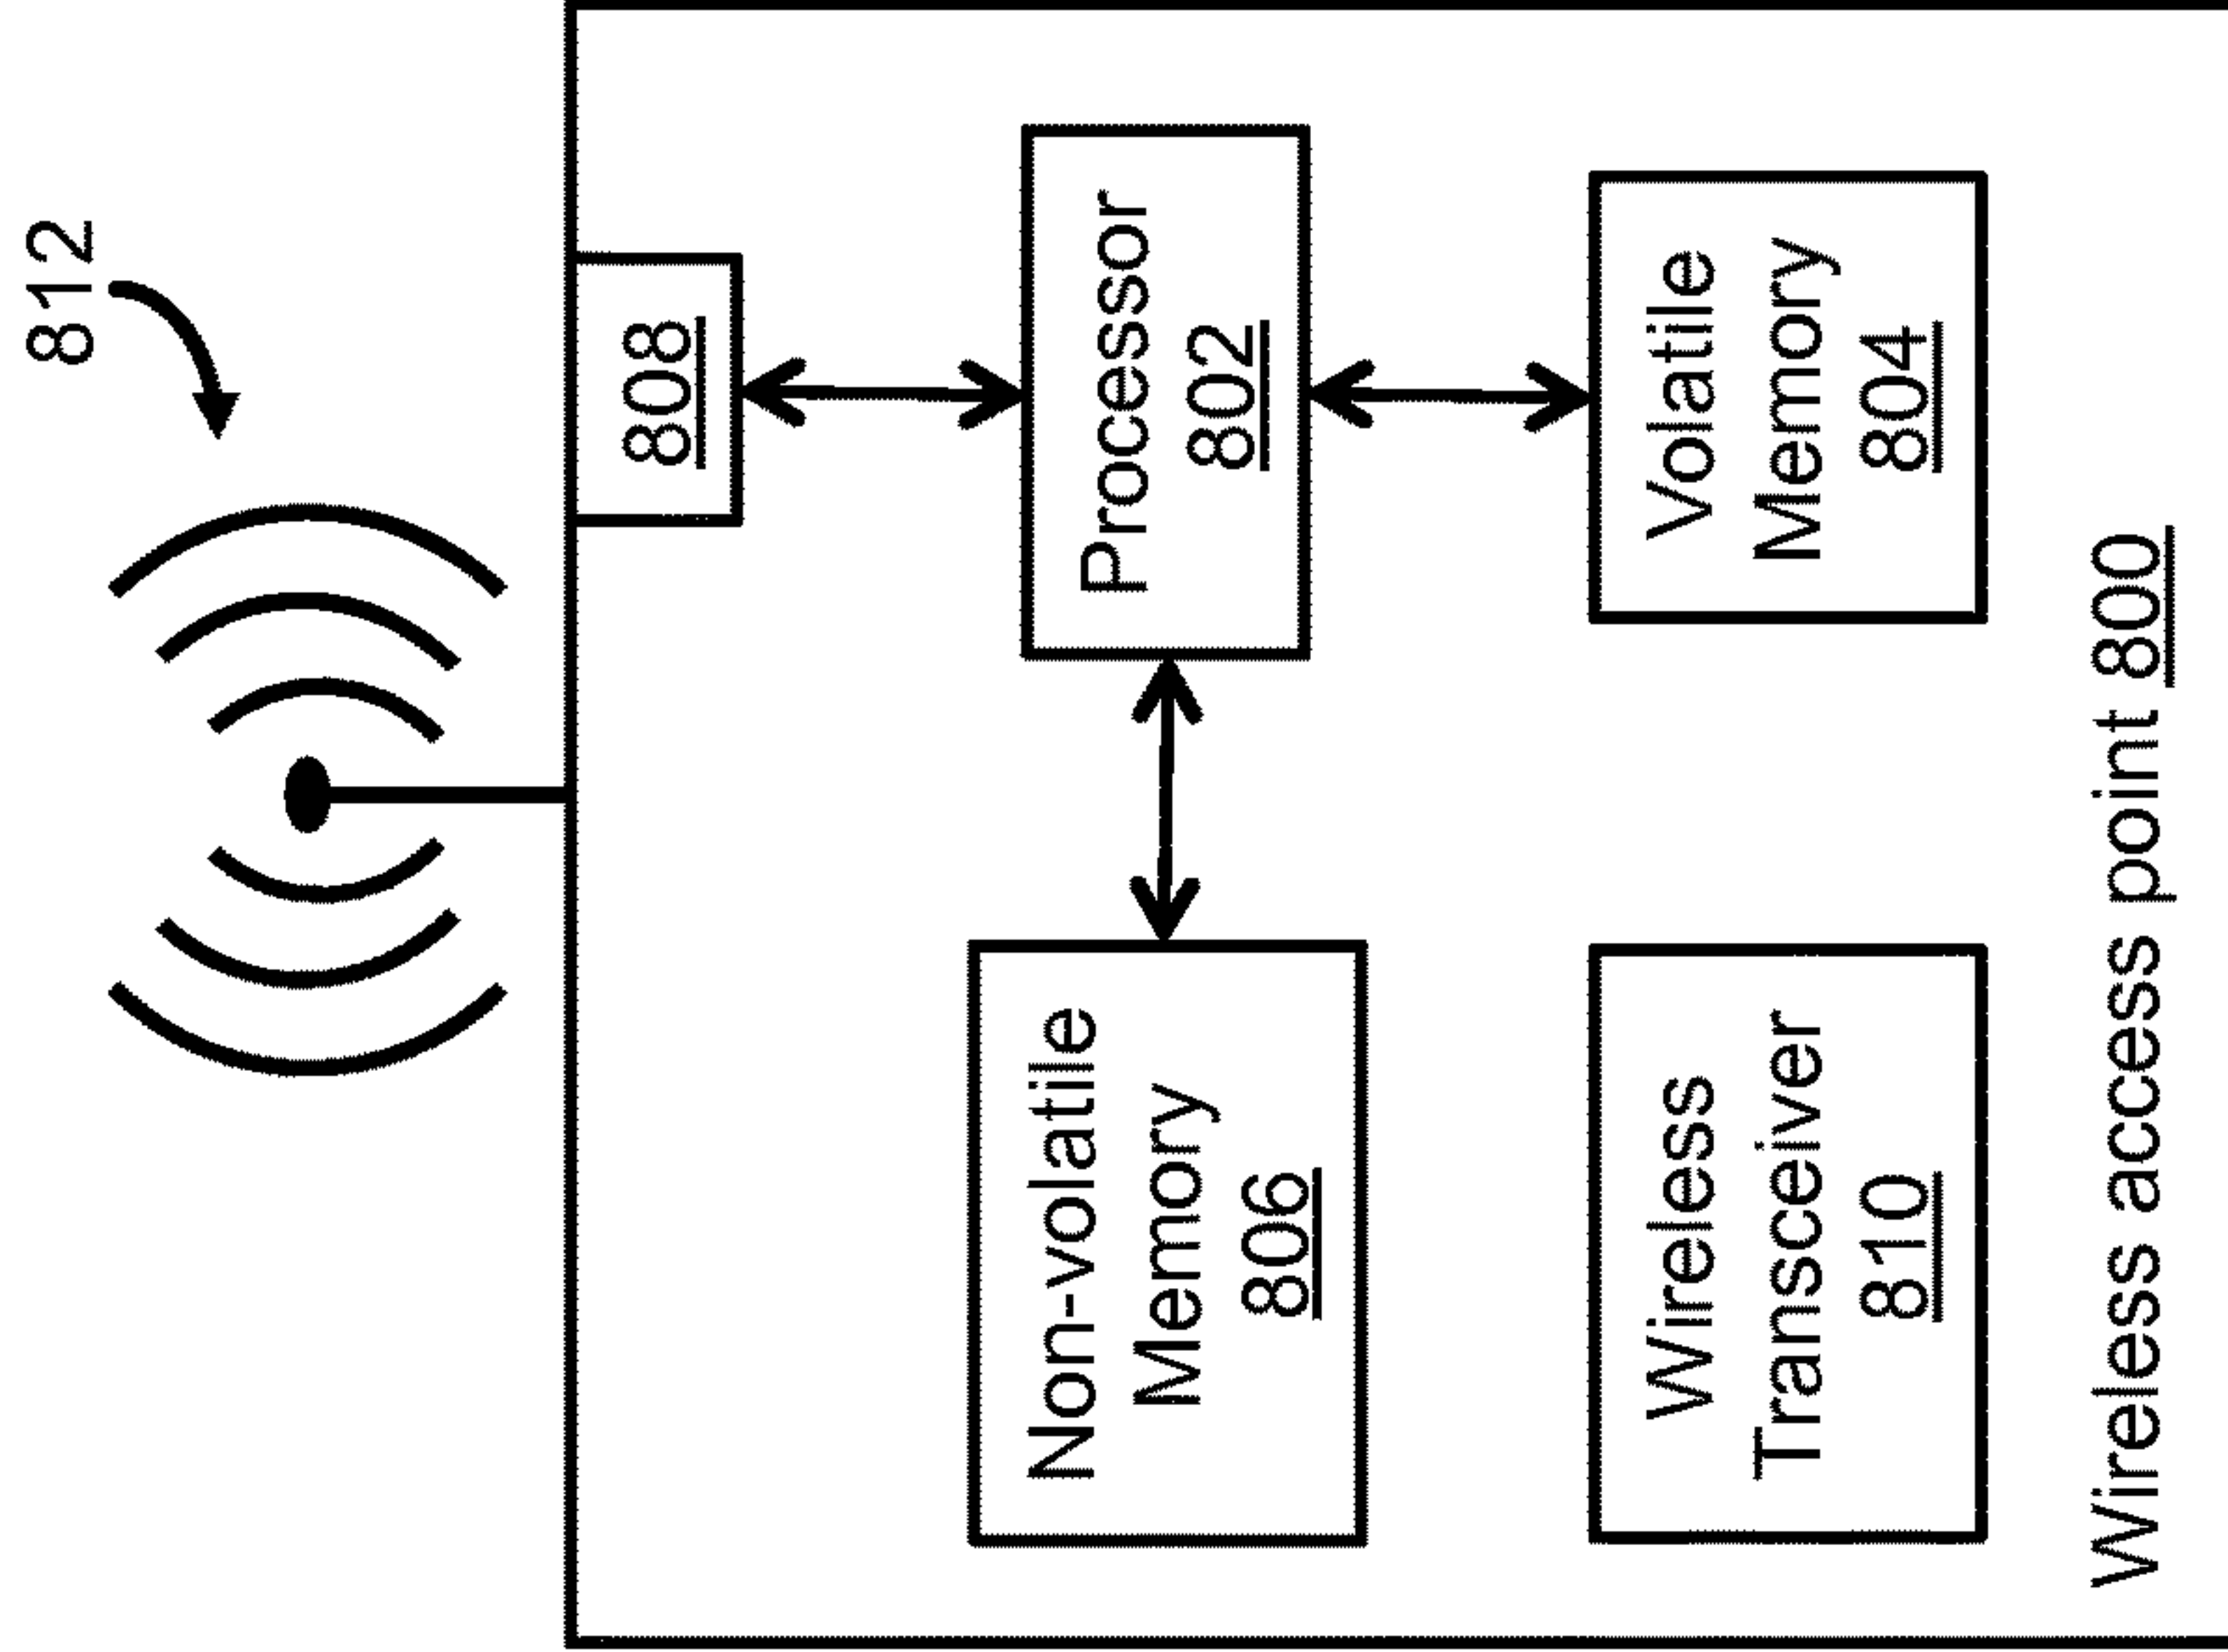 812
808
Processor
802
Non-volatile
Memory
806
Volatile
Memory
804
Wireless
Transceiver
810
Wireless access point 800